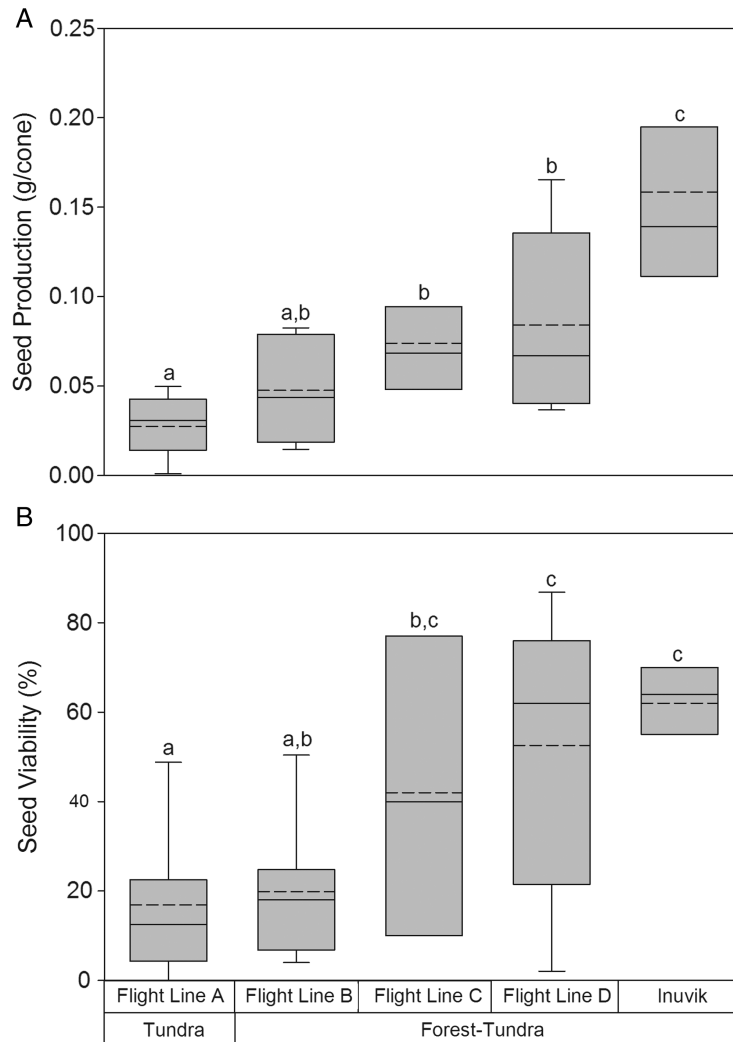 A
Seed Production (g/cone)
0.25
0.20
0.15
0.10
0.05
0.00
a
a,b
b
b
c
B
Seed Viability (%)
100
80
60
40
20
0
a
a,b
b,c
c
c
Flight Line A Flight Line B Flight Line C Flight Line D Inuvik
Tundra Forest-Tundra